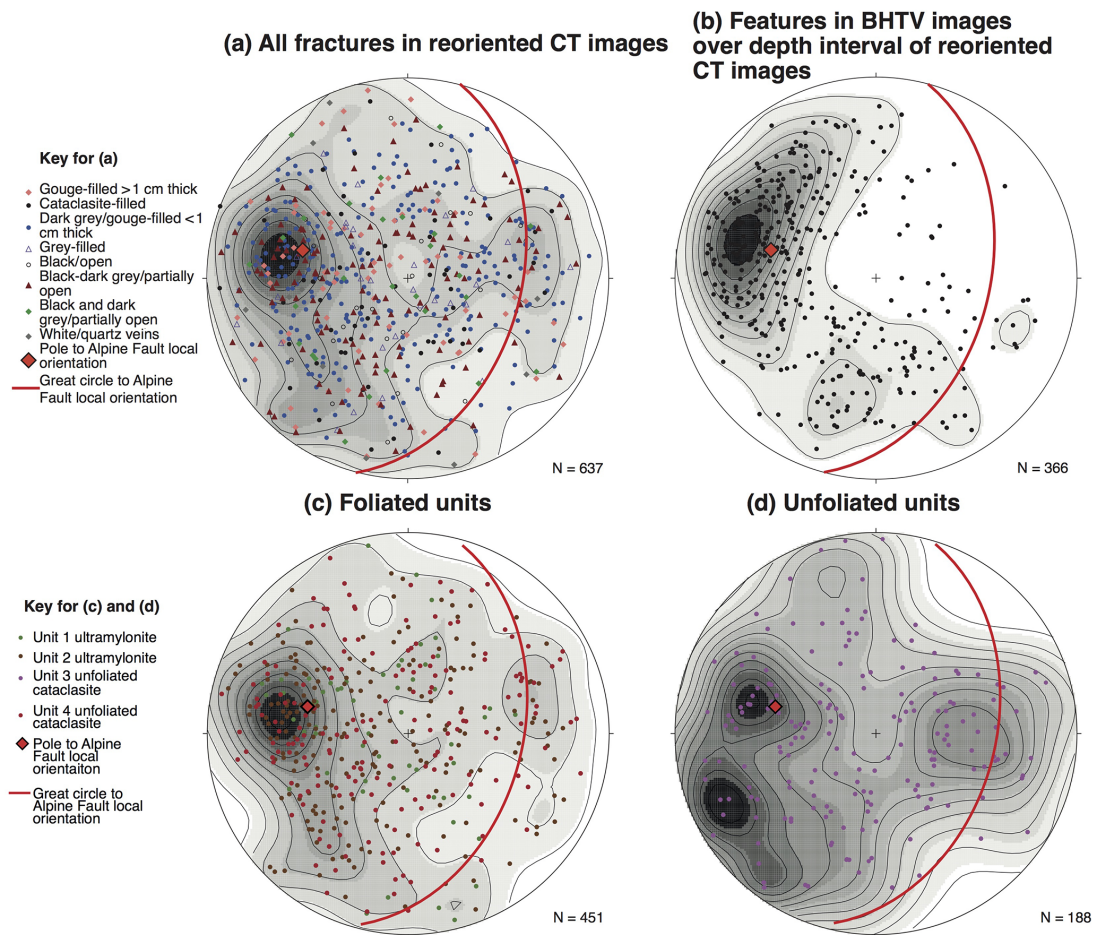 (a) All fractures in reoriented CT images
(b) Features in BHTV images
over depth interval of reoriented
CT images
Key for (a)
Gouge-filled >1 cm thick
Cataclasite-filled
Dark grey/gouge-filled <1
cm thick
Grey-filled
Black/open
Black-dark grey/partially
open
Black and dark
grey/partially open
White/quartz veins
Pole to Alpine Fault local
orientation
Great circle to Alpine
Fault local orientation
N = 637
N = 366
(c) Foliated units
(d) Unfoliated units
Key for (c) and (d)
Unit 1 ultramylonite
Unit 2 ultramylonite
Unit 3 unfoliated
cataclasite
Unit 4 unfoliated
cataclasite
Pole to Alpine
Fault local
orientaiton
Great circle to
Alpine Fault local
orientation
N = 451
N = 188